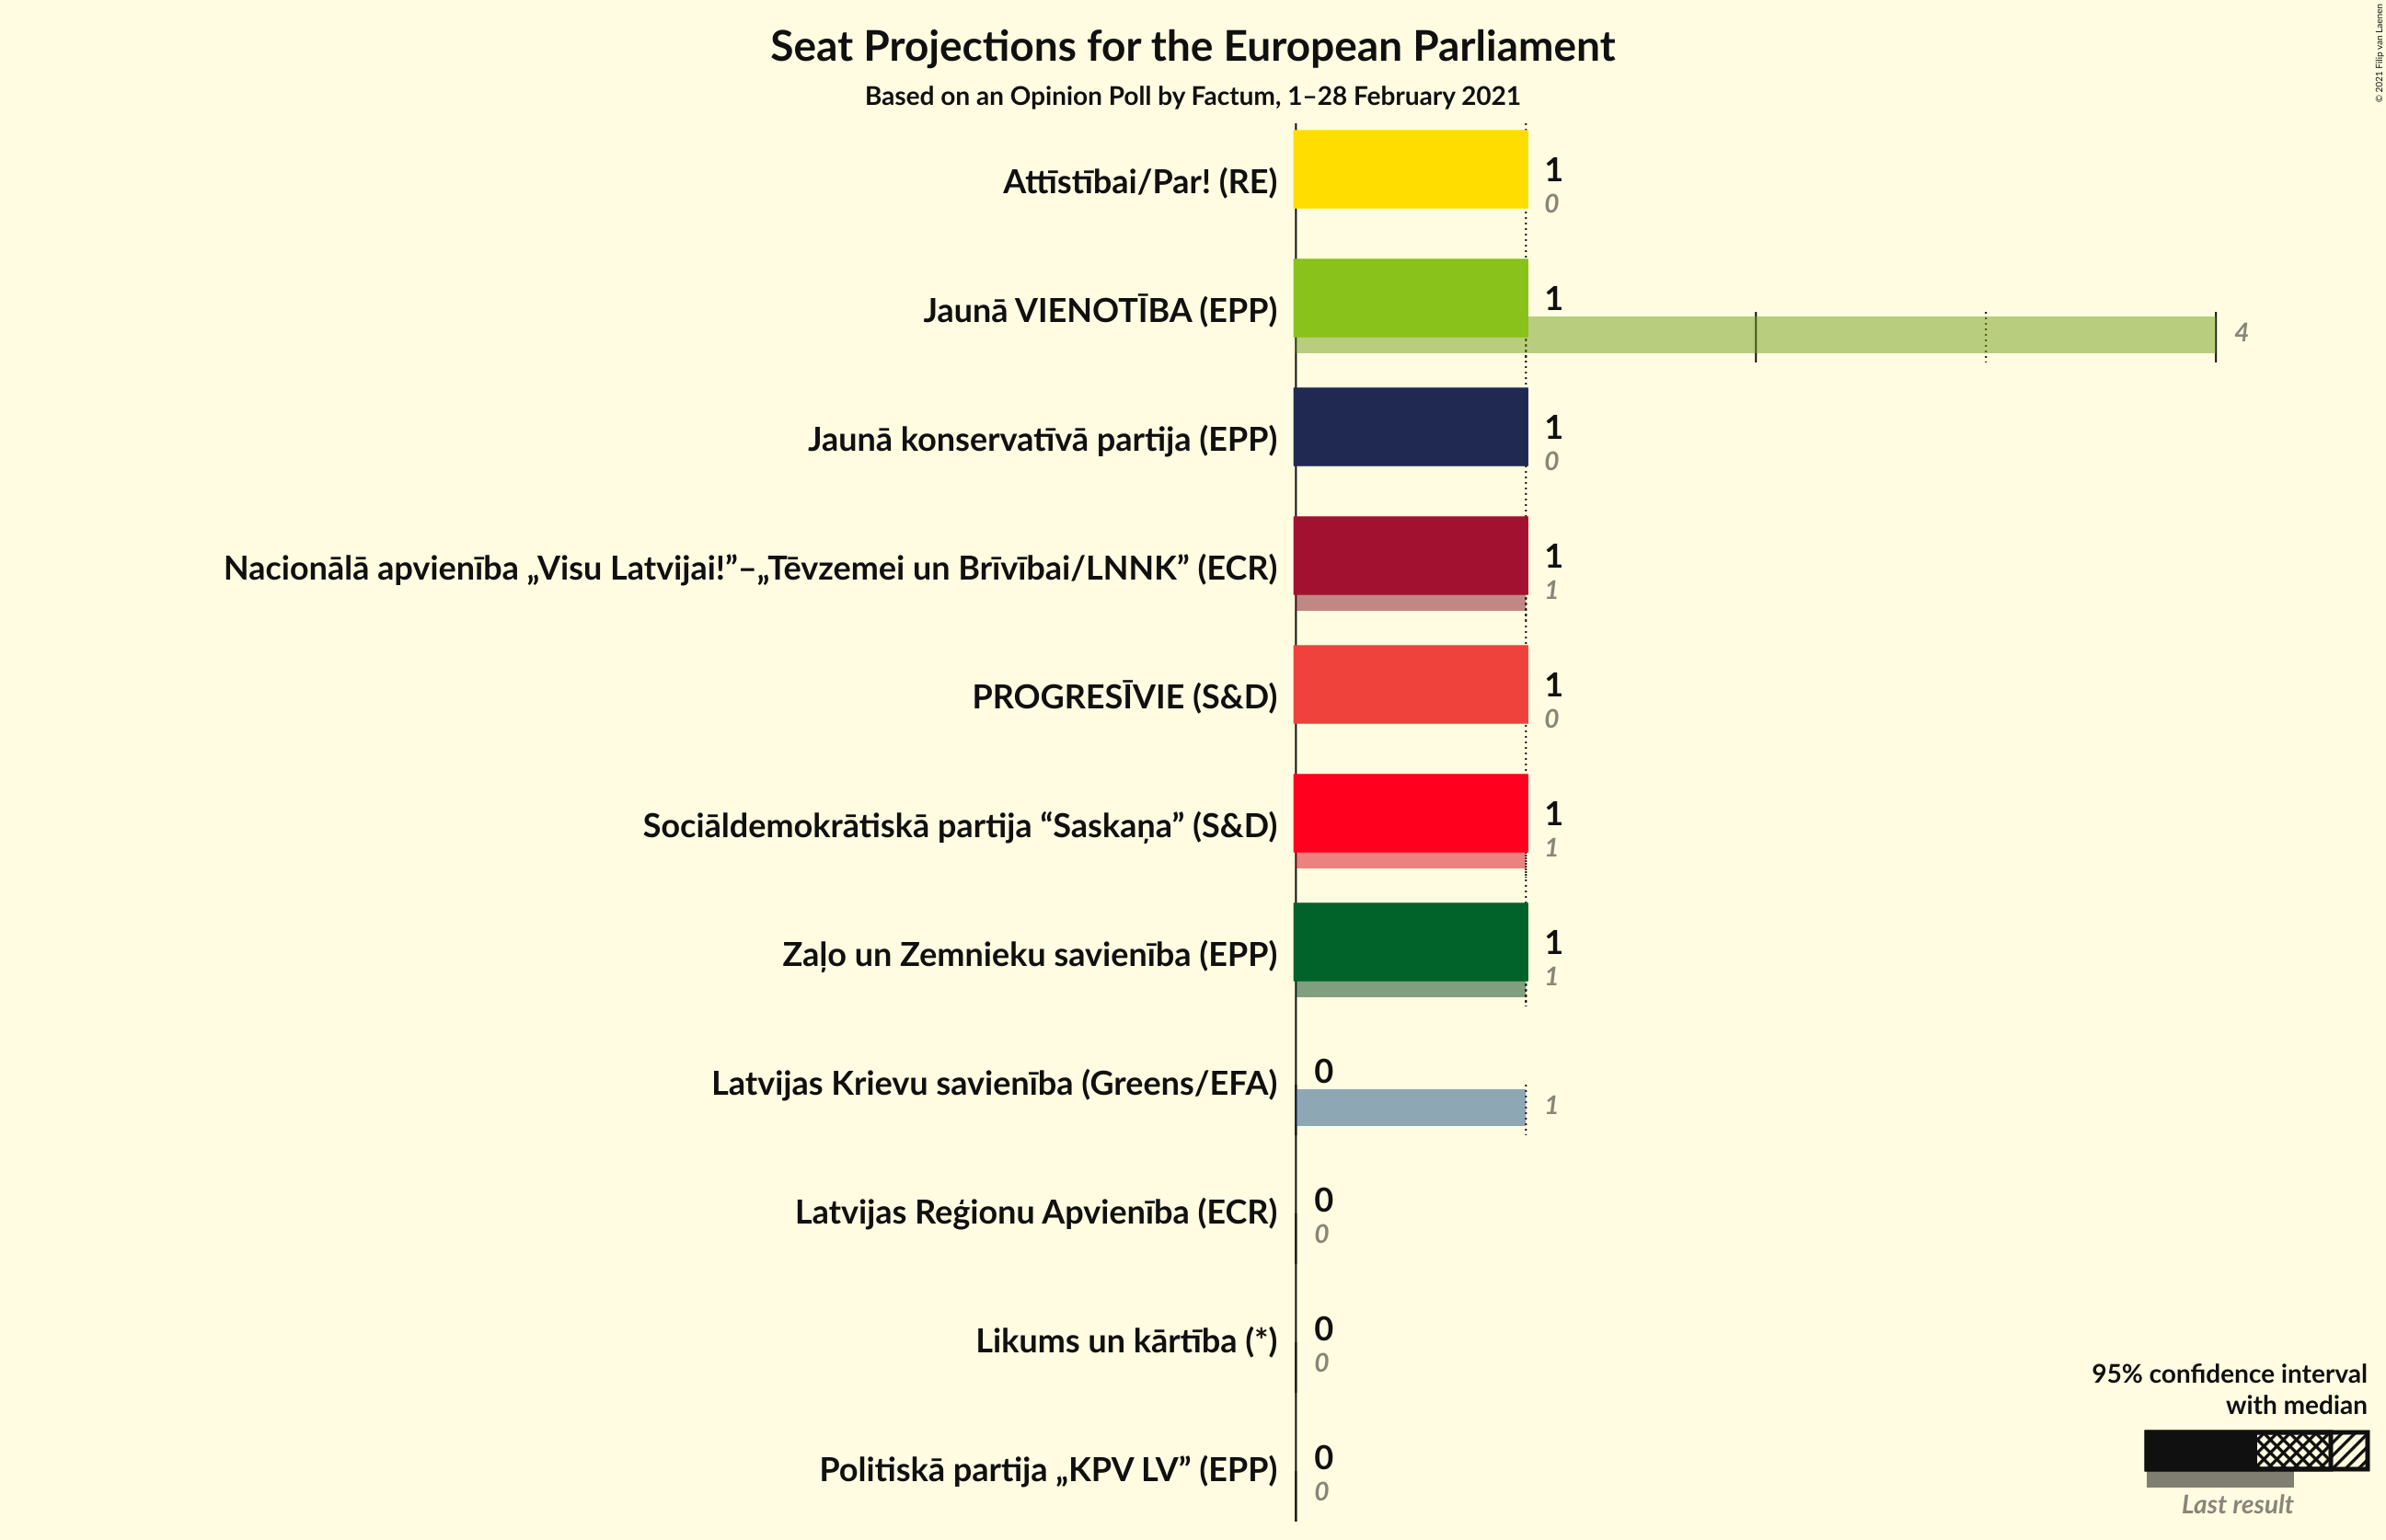 Seat Projections for the European Parliament
Based on an Opinion Poll by Factum, 1–28 February 2021
© 2021 Filip van Laenen
Attīstībai/Par! (RE)
1
0
Jaunā VIENOTĪBA (EPP)
1
4
Jaunā konservatīvā partija (EPP)
1
0
Nacionālā apvienība „Visu Latvijai!”–„Tēvzemei un Brīvībai/LNNK” (ECR)
1
1
PROGRESĪVIE (S&D)
1
0
Sociāldemokrātiskā partija “Saskaņa” (S&D)
1
1
Zaļo un Zemnieku savienība (EPP)
1
1
Latvijas Krievu savienība (Greens/EFA)
0
1
Latvijas Reģionu Apvienība (ECR)
0
0
Likums un kārtība (*)
0
0
Politiskā partija „KPV LV” (EPP)
0
0
95% confidence interval
with median
Last result